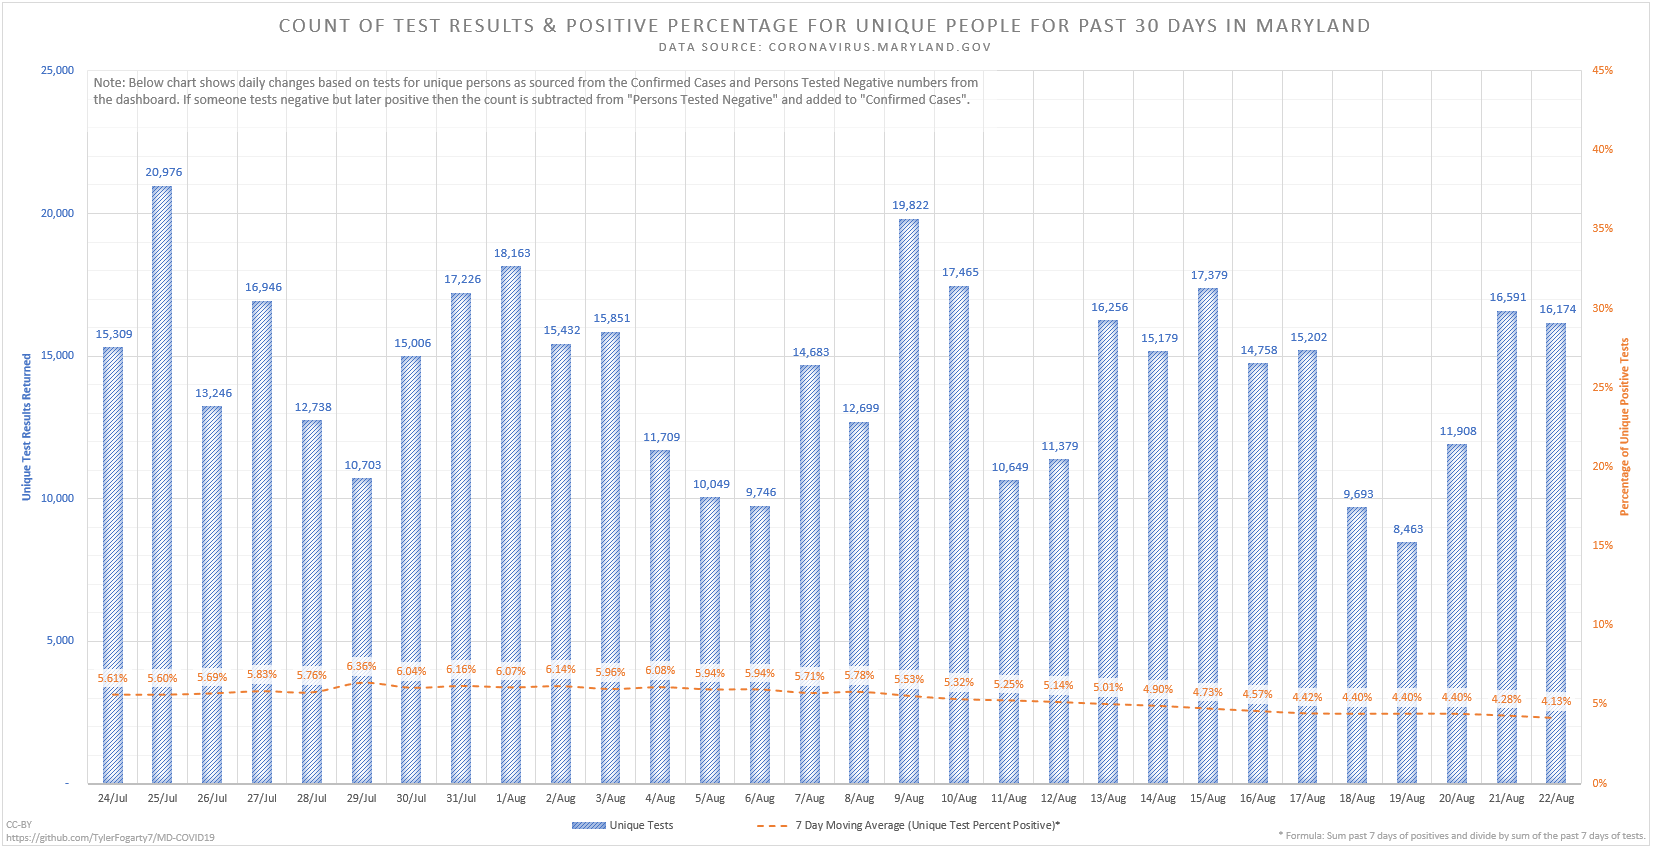 COUNT OF TEST RESULTS & POSITIVE PERCENTAGE FOR UNIQUE PEOPLE FOR PAST 30 DAYS IN MARYLAND
DATA SOURCE: CORONAVIRUS.MARYLAND.GOV
Note: Below chart shows daily changes based on tests for unique persons as sourced from the Confirmed Cases and Persons Tested Negative numbers from
the dashboard. If someone tests negative but later positive then the count is subtracted from "Persons Tested Negative" and added to "Confirmed Cases".
Unique Test Results Returned
25,000
20,000
15,000
10,000
5,000
-
15,309 20,976 13,246 16,946 12,738 10,703 15,006 17,226 18,163 15,432 15,851 11,709 10,049 9,746 14,683 12,699 19,822 17,465 10,649 11,379 16,256 15,179 17,379 14,758 15,202 9,693 8,463 11,908 16,591 16,174
5.61% 5.60% 5.69% 5.83% 5.76% 6.36% 6.04% 6.16% 6.07% 6.14% 5.96% 6.08% 5.94% 5.94% 5.71% 5.78% 5.53% 5.32% 5.25% 5.14% 5.01% 4.90% 4.73% 4.57% 4.42% 4.40% 4.40% 4.40% 4.28% 4.13%
45%
40%
35%
30%
25%
20%
15%
10%
5%
0%
Percentage of Unique Positive Tests
24/Jul 25/Jul 26/Jul 27/Jul 28/Jul 29/Jul 30/Jul 31/Jul 1/Aug 2/Aug 3/Aug 4/Aug 5/Aug 6/Aug 7/Aug 8/Aug 9/Aug 10/Aug 11/Aug 12/Aug 13/Aug 14/Aug 15/Aug 16/Aug 17/Aug 18/Aug 19/Aug 20/Aug 21/Aug 22/Aug
Unique Tests 7 Day Moving Average (Unique Test Percent Positive)*
CC-BY
https://github.com/TylerFogarty7/MD-COVID19
* Formula: Sum past 7 days of positives and divide by sum of the past 7 days of tests.